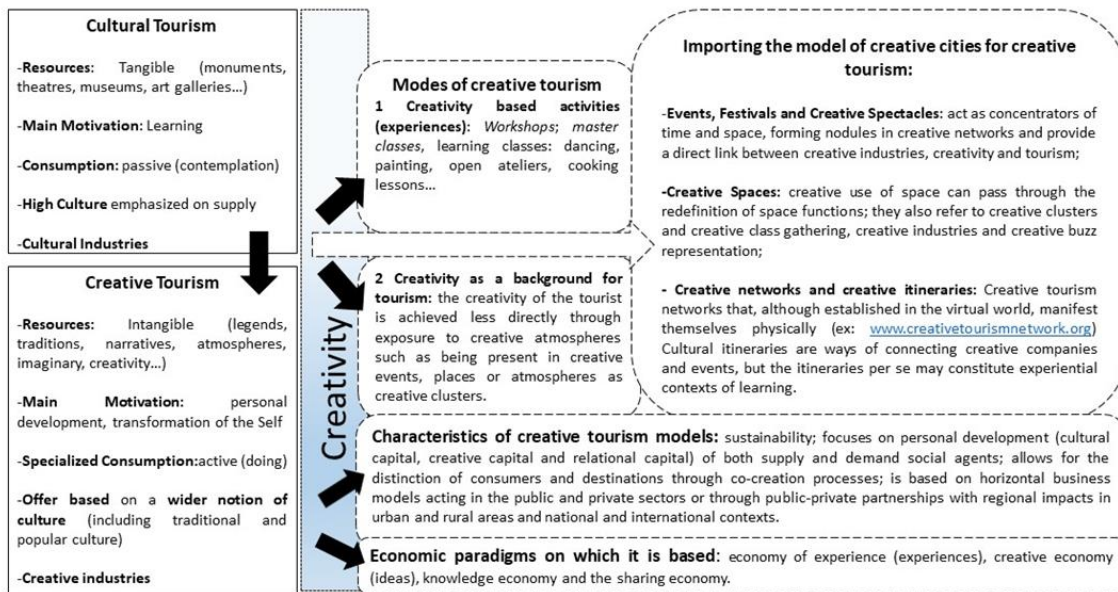 Cultural Tourism
-Resources: Tangible (monuments,
theatres, museums, art galleries…)
-Main Motivation: Learning
-Consumption: passive (contemplation)
-High Culture emphasized on supply
-Cultural Industries
Creative Tourism
-Resources: Intangible (legends,
traditions, narratives, atmospheres,
imaginary, creativity…)
-Main Motivation: personal
development, transformation of the Self
-Specialized Consumption:active (doing)
-Offer based on a wider notion of
culture (including traditional and
popular culture)
-Creative industries
Creativity
Modes of creative tourism
1 Creativity based activities
(experiences): Workshops; master
classes, learning classes: dancing,
painting, open ateliers, cooking
lessons…
2 Creativity as a background for
tourism: the creativity of the tourist
is achieved less directly through
exposure to creative atmospheres
such as being present in creative
events, places or atmospheres as
creative clusters.
Importing the model of creative cities for creative
tourism:
-Events, Festivals and Creative Spectacles: act as concentrators of
time and space, forming nodules in creative networks and provide
a direct link between creative industries, creativity and tourism;
-Creative Spaces: creative use of space can pass through the
redefinition of space functions; they also refer to creative clusters
and creative class gathering, creative industries and creative buzz
representation;
- Creative networks and creative itineraries: Creative tourism
networks that, although established in the virtual world, manifest
themselves physically (ex: www.creativetourismnetwork.org)
Cultural itineraries are ways of connecting creative companies
and events, but the itineraries per se may constitute experiential
contexts of learning.
Characteristics of creative tourism models: sustainability; focuses on personal development (cultural
capital, creative capital and relational capital) of both supply and demand social agents; allows for the
distinction of consumers and destinations through co-creation processes; is based on horizontal business
models acting in the public and private sectors or through public-private partnerships with regional impacts in
urban and rural areas and national and international contexts.
Economic paradigms on which it is based: economy of experience (experiences), creative economy
(ideas), knowledge economy and the sharing economy.